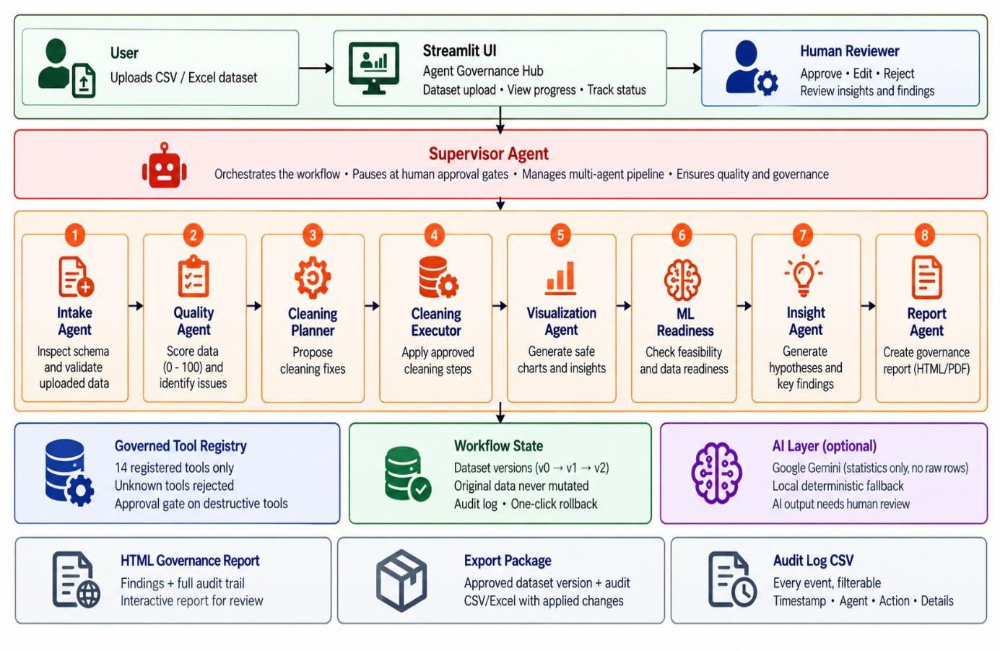 User
Uploads CSV / Excel dataset
Streamlit UI
Agent Governance Hub
Dataset upload • View progress • Track status
Human Reviewer
Approve • Edit • Reject
Review insights and findings
Supervisor Agent
Orchestrates the workflow • Pauses at human approval gates • Manages multi-agent pipeline • Ensures quality and governance
1
Intake
Agent
Inspect schema
and validate
uploaded data
2
Quality
Agent
Score data
(0 - 100) and
identify issues
3
Cleaning
Planner
Propose
cleaning fixes
4
Cleaning
Executor
Apply approved
cleaning steps
5
Visualization
Agent
Generate safe
charts and insights
6
ML
Readiness
Check feasibility
and data readiness
7
Insight
Agent
Generate
hypotheses and
key findings
8
Report
Agent
Create governance
report (HTML/PDF)
Governed Tool Registry
14 registered tools only
Unknown tools rejected
Approval gate on destructive tools
Workflow State
Dataset versions (v0 → v1 → v2)
Original data never mutated
Audit log • One-click rollback
AI Layer (optional)
Google Gemini (statistics only, no raw rows)
Local deterministic fallback
AI output needs human review
HTML Governance Report
Findings + full audit trail
Interactive report for review
Export Package
Approved dataset version + audit
CSV/Excel with applied changes
Audit Log CSV
Every event, filterable
Timestamp • Agent • Action • Details